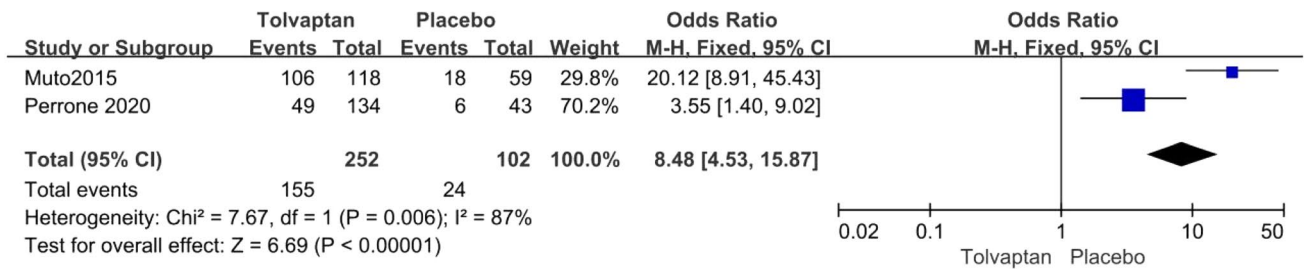 Tolvaptan Placebo Odds Ratio Odds Ratio
Study or Subgroup Events Total Events Total Weight M-H, Fixed, 95% CI M-H, Fixed, 95% CI
Muto2015 106 118 18 59 29.8% 20.12 [8.91, 45.43]
Perrone 2020 49 134 6 43 70.2% 3.55 [1.40, 9.02]
Total (95% CI) 252 102 100.0% 8.48 [4.53, 15.87]
Total events 155 24
Heterogeneity: Chi² = 7.67, df = 1 (P = 0.006); I² = 87%
Test for overall effect: Z = 6.69 (P < 0.00001)
0.02 0.1 1 10 50
Tolvaptan Placebo